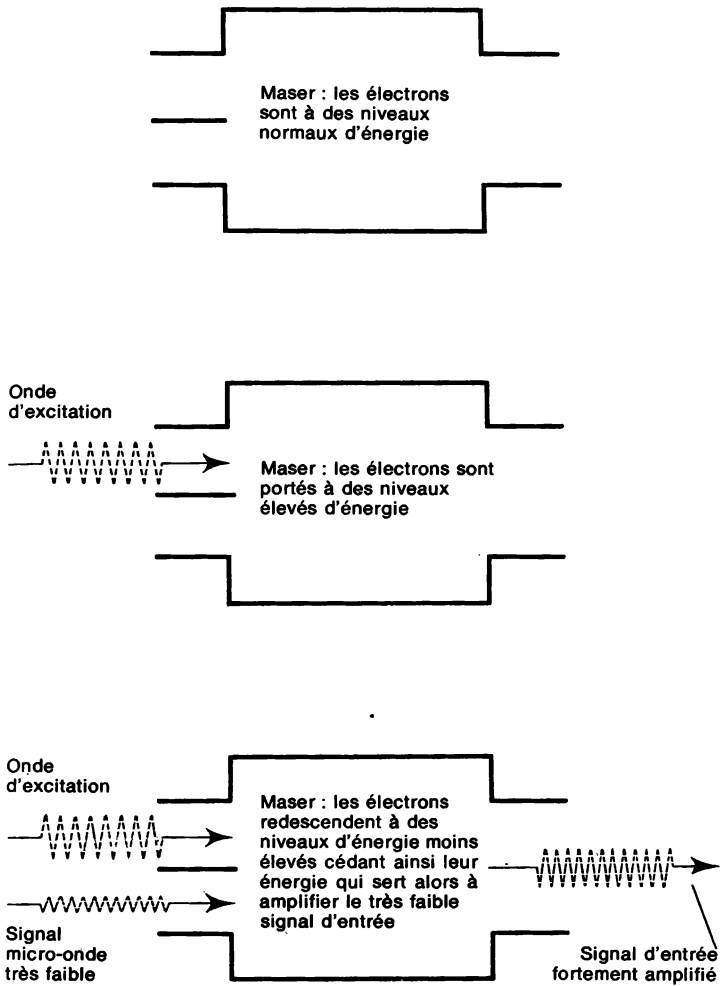 Maser : les électrons
sont à des niveaux
normaux d'énergie
Onde
d'excitation
Maser : les électrons sont
portés à des niveaux
élevés d'énergie
Onde
d'excitation
Maser : les électrons
redescendent à des
niveaux d'énergie moins
élevés cédant ainsi leur
énergie qui sert alors à
amplifier le très faible
signal d'entrée
Signal
micro-onde
très faible
Signal d'entrée
fortement amplifié